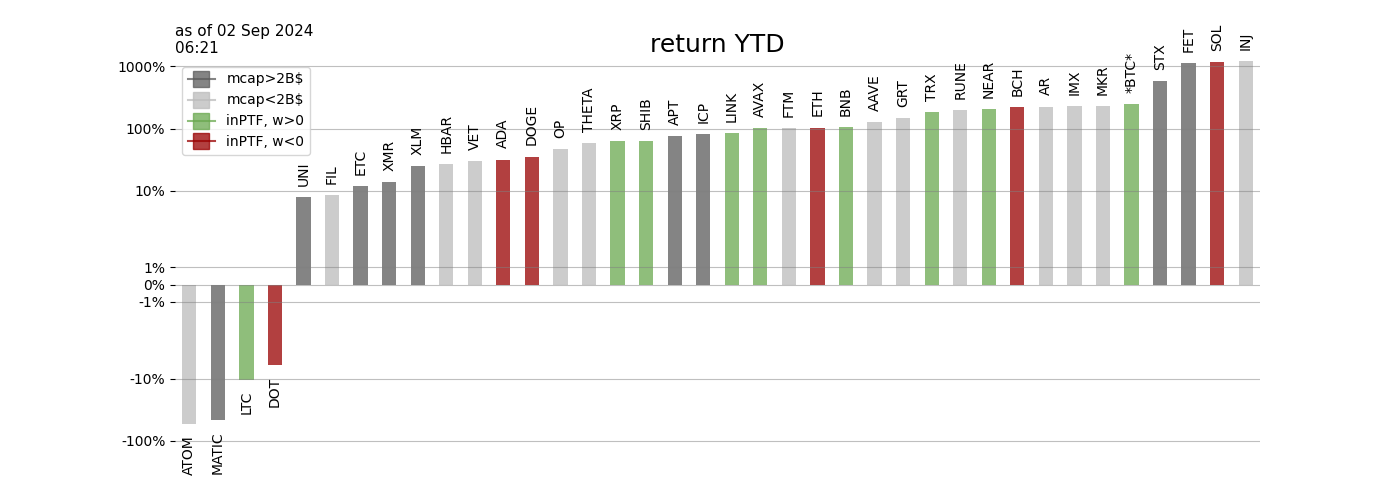 as of 02 Sep 2024
06:21
return YTD
mcap>2B$
mcap<2B$
inPTF, w>0
inPTF, w<0
1000%
100%
10%
1%
0%
-1%
-10%
-100%
ATOM
MATIC
LTC
DOT
UNI
FIL
ETC
XMR
XLM
HBAR
VET
ADA
DOGE
OP
THETA
XRP
SHIB
APT
ICP
LINK
AVAX
FTM
ETH
BNB
AAVE
GRT
TRX
RUNE
NEAR
BCH
AR
IMX
MKR
*BTC*
STX
FET
SOL
INJ